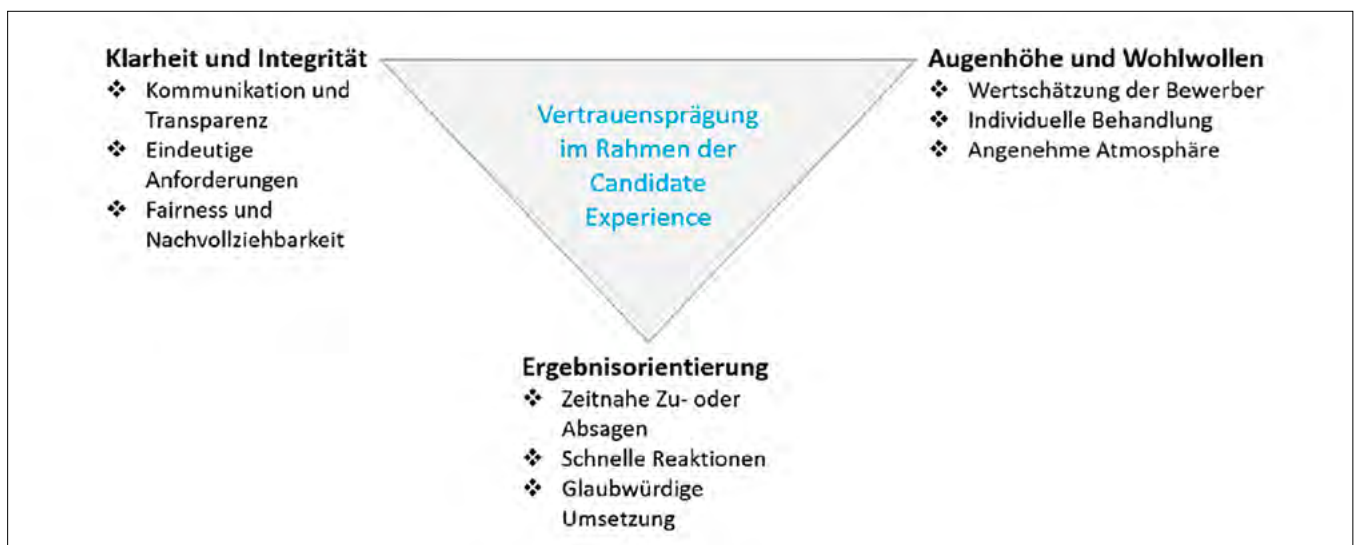 Klarheit und Integrität
❖ Kommunikation und
Transparenz
❖ Eindeutige
Anforderungen
❖ Fairness und
Nachvollziehbarkeit
Vertrauensprägung
im Rahmen der
Candidate
Experience
Augenhöhe und Wohlwollen
❖ Wertschätzung der Bewerber
❖ Individuelle Behandlung
❖ Angenehme Atmosphäre
Ergebnisorientierung
❖ Zeitnahe Zu- oder
Absagen
❖ Schnelle Reaktionen
❖ Glaubwürdige
Umsetzung